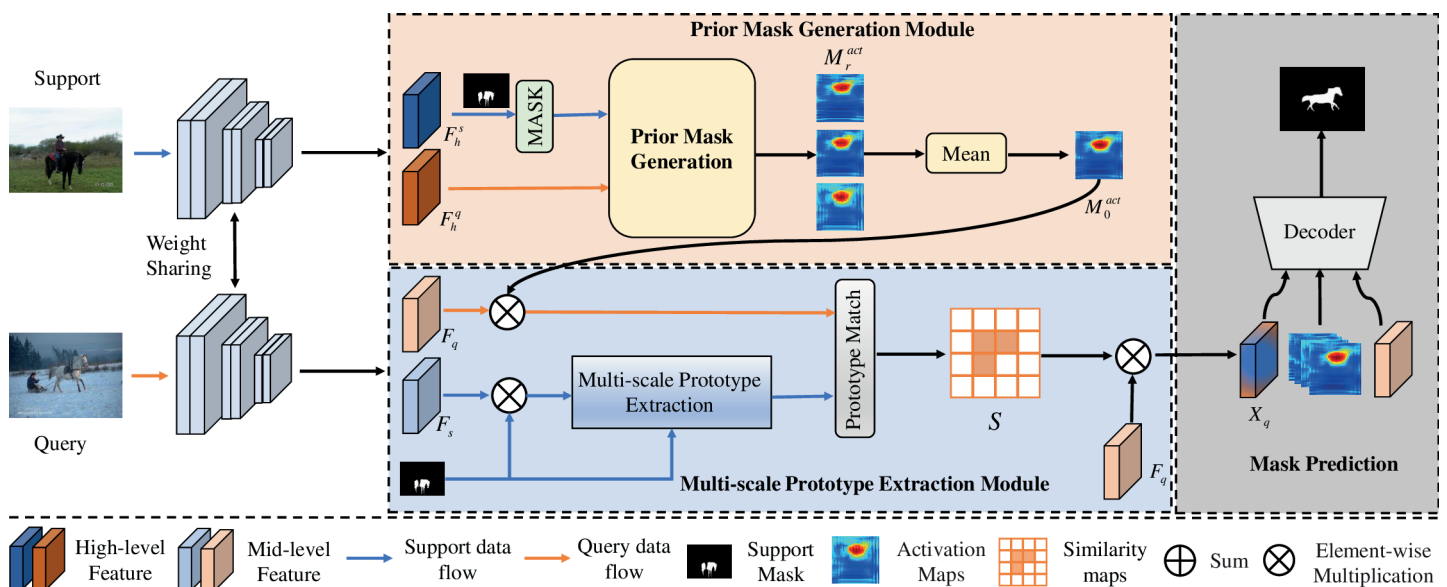 Support
Query
Weight
Sharing
Prior Mask Generation Module
F_h^s
MASK
F_h^q
Prior Mask
Generation
M_r^{act}
Mean
M_0^{act}
F_q
F_s
Multi-scale Prototype
Extraction
Prototype Match
S
F_q
Multi-scale Prototype Extraction Module
Decoder
X_q
Mask Prediction
High-level
Feature
Mid-level
Feature
Support data
flow
Query data
flow
Support
Mask
Activation
Maps
Similarity
maps
Sum
Element-wise
Multiplication